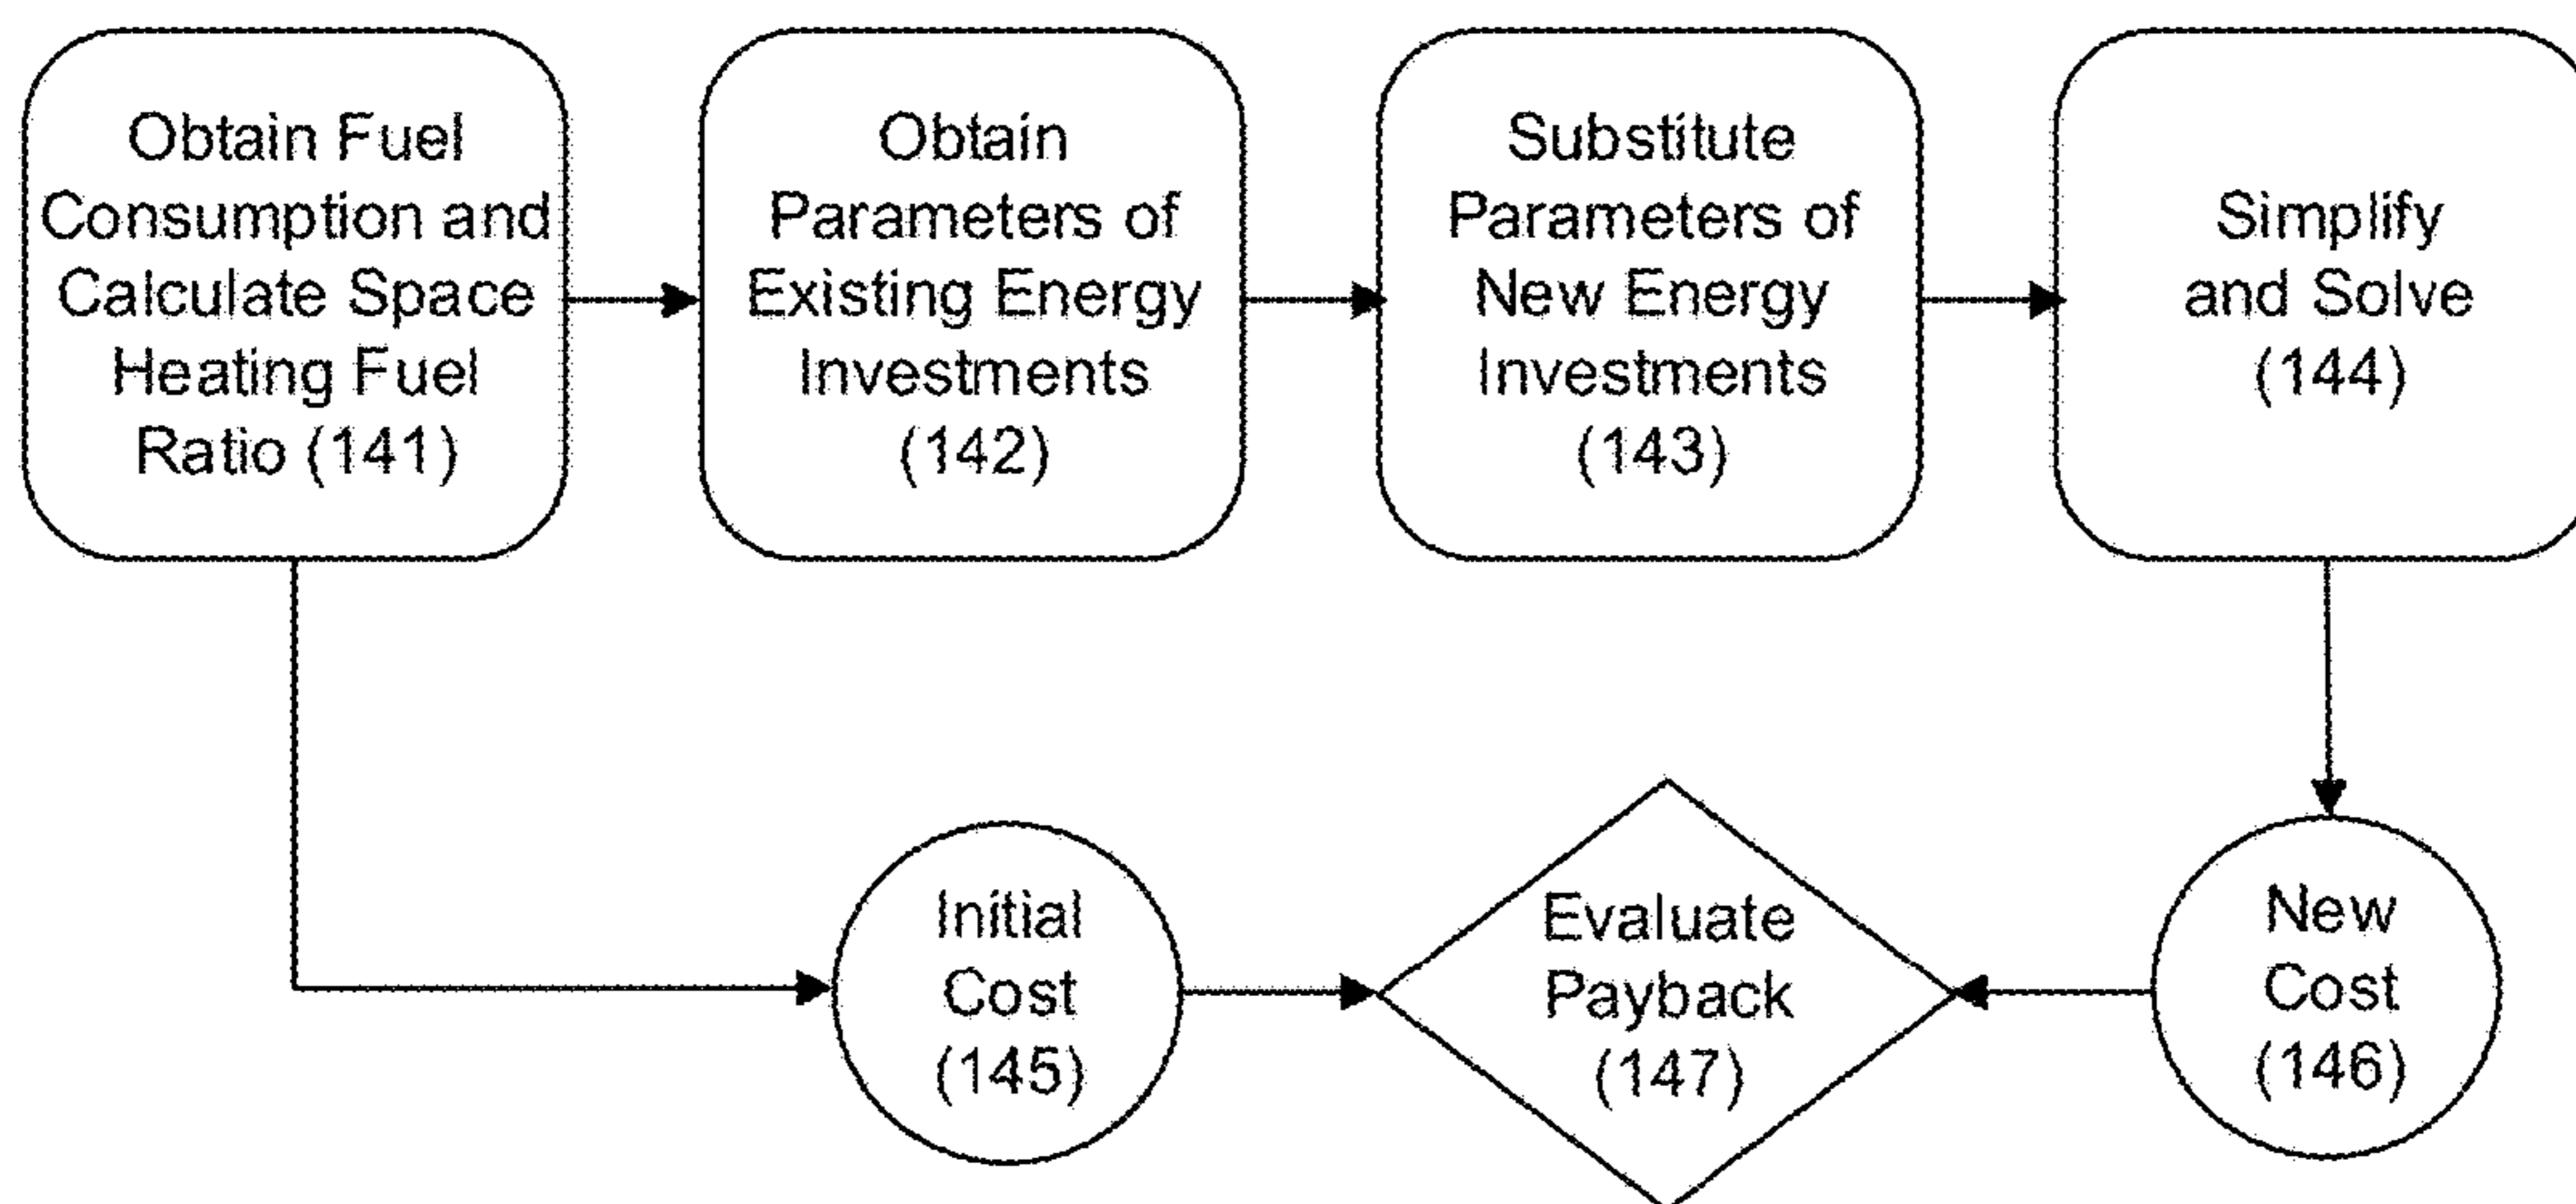 Obtain Fuel
Consumption and
Calculate Space
Heating Fuel
Ratio (141)
Obtain
Parameters of
Existing Energy
Investments
(142)
Substitute
Parameters of
New Energy
Investments
(143)
Simplify
and Solve
(144)
Initial
Cost
(145)
Evaluate
Payback
(147)
New
Cost
(146)